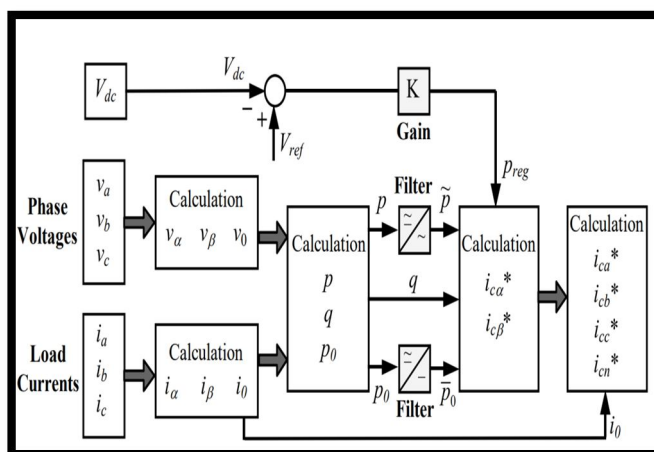 V_dc
V_dc
−
+
V_ref
K
Gain
p_reg
Phase
Voltages
v_a
v_b
v_c
Calculation
v_α v_β v_0
Calculation
p
q
p_0
p
Filter
≃
~
p̃
q
p_0
≃
−
Filter
p̄_0
Calculation
i_cα*
i_cβ*
Calculation
i_ca*
i_cb*
i_cc*
i_cn*
Load
Currents
i_a
i_b
i_c
Calculation
i_α i_β i_0
i_0